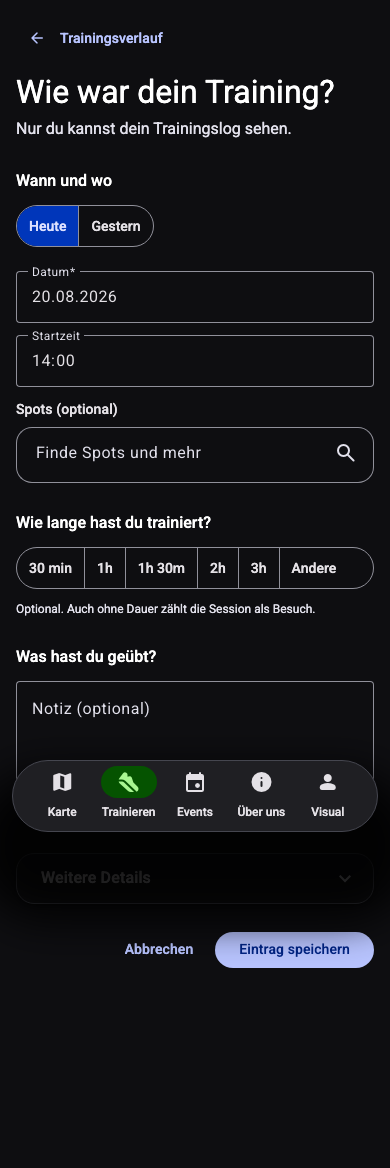 Trainingsverlauf
Wie war dein Training?
Nur du kannst dein Trainingslog sehen.
Wann und wo
Heute Gestern
Datum*
20.08.2026
Startzeit
14:00
Spots (optional)
Finde Spots und mehr
Wie lange hast du trainiert?
30 min 1h 1h 30m 2h 3h Andere
Optional. Auch ohne Dauer zählt die Session als Besuch.
Was hast du geübt?
Notiz (optional)
Karte Trainieren Events Über uns Visual
Weitere Details
Abbrechen Eintrag speichern